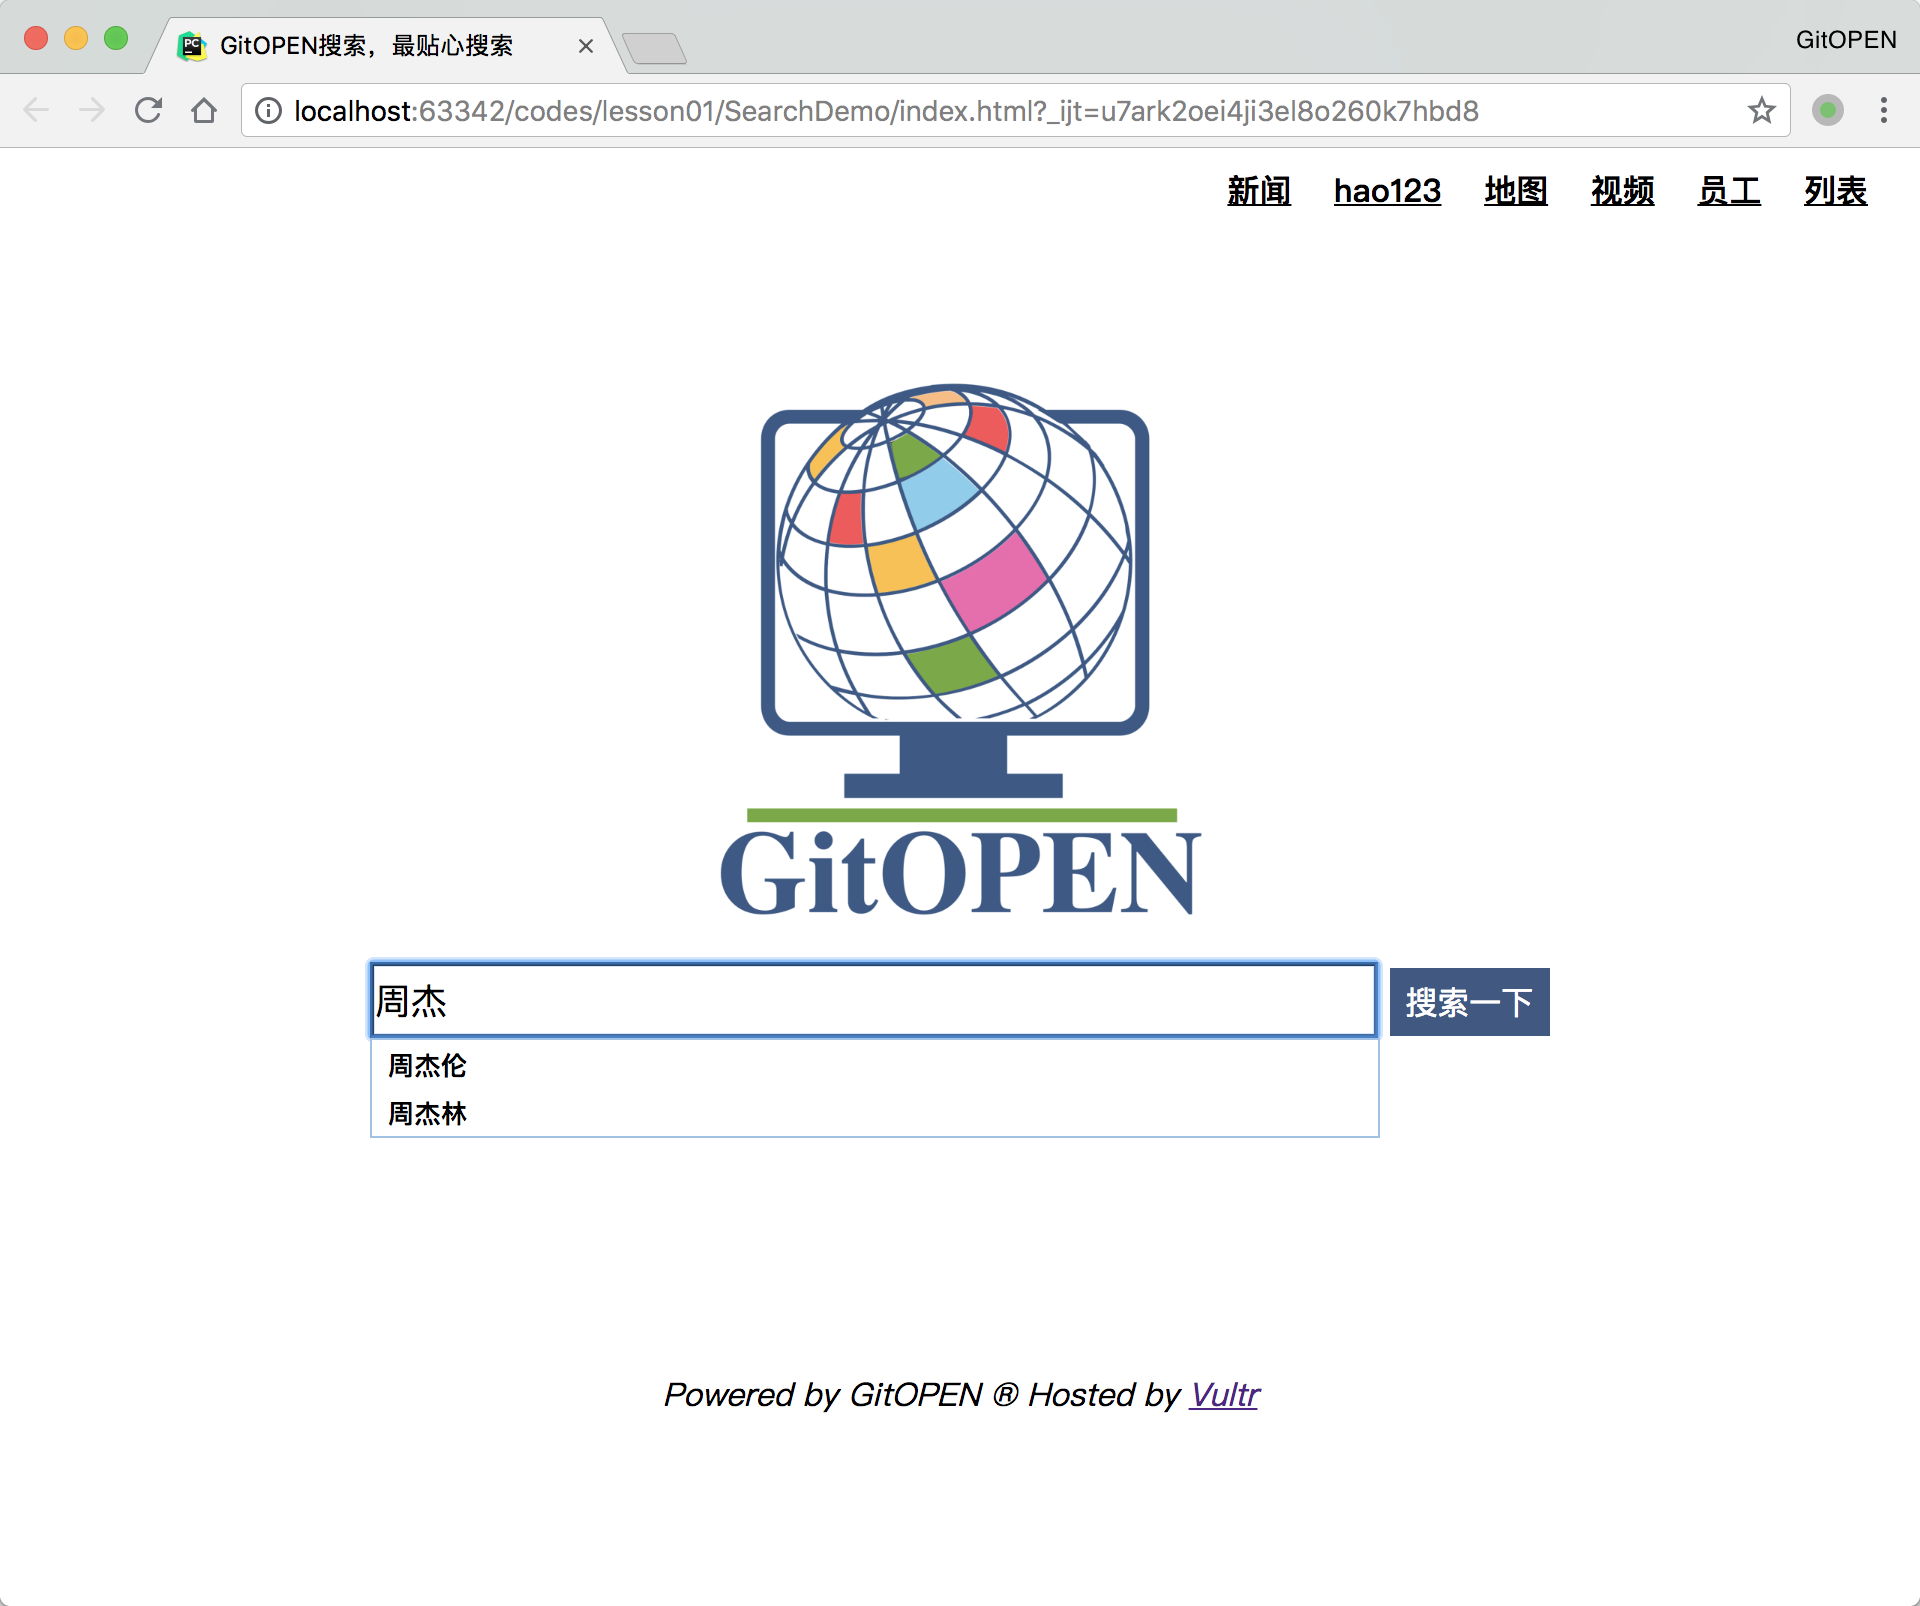 GitOPEN搜索，最贴心搜索
GitOPEN
localhost:63342/codes/lesson01/SearchDemo/index.html?_ijt=u7ark2oei4ji3el8o260k7hbd8
新闻 hao123 地图 视频 员工 列表
GitOPEN
周杰 搜索一下
周杰伦
周杰林
Powered by GitOPEN ® Hosted by Vultr